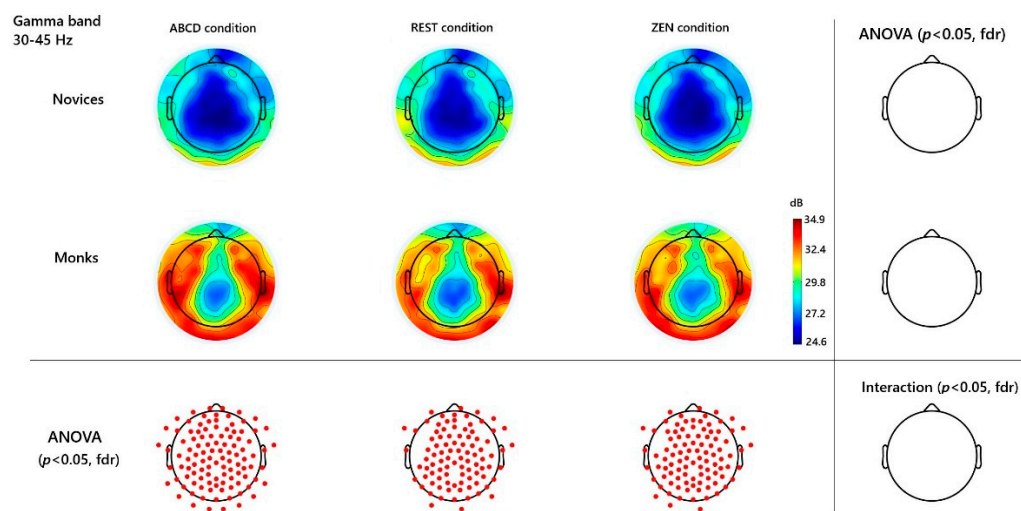 Gamma band
30-45 Hz
ABCD condition
REST condition
ZEN condition
ANOVA (p<0.05, fdr)
Novices
dB
34.9
32.4
29.8
27.2
24.6
Monks
Interaction (p<0.05, fdr)
ANOVA
(p<0.05, fdr)